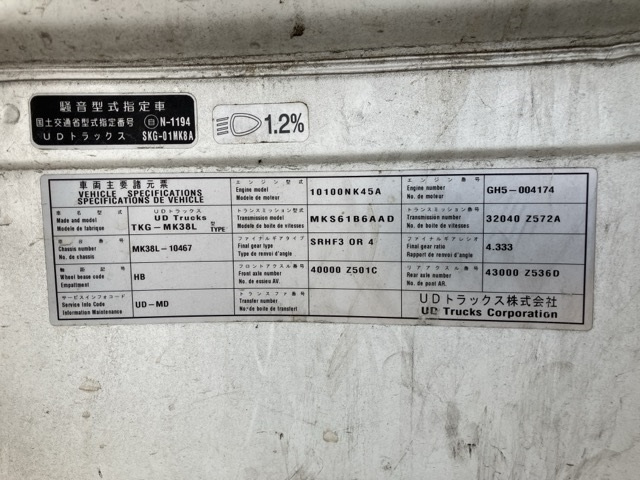 騒音型式指定車
国土交通省型式指定番号 自 N-1194
UDトラックス SKG-01MK8A
1.2%
車両主要諸元票
VEHICLE SPECIFICATIONS
SPECIFICATIONS DE VEHICLE
エンジン型式
Engine model
Modele de moteur
10100NK45A
エンジン番号
Engine number
No. de moteur
GH5-004174
車名型式
Made and model
Modele de fabrique
UDトラックス
UD Trucks
TKG-MK38L 型 TYPE
トランスミッション型式
Transmission model
Modele de boite de vitesses
MKS61B6AAD
トランスミッション番号
Transmission number
No. de boite de vitesses
32040 Z572A
Chassis number
No. de chassis
MK38L-10467
ファイナルギアタイプ
Final gear type
Type de renvoi d'angle
SRHF3 OR 4
ファイナルギアレシオ
Final gear ratio
Rapport de renvoi d'angle
4.333
軸距記号
Wheel base code
Empattement
HB
フロントアクスル番号
Front axle number
No. de essieu AV.
40000 Z501C
リアアクスル番号
Rear axle number
No. de pont AR.
43000 Z536D
サービスインフォコード
Service Info Code
Information Maintenance
UD-MD
トランスファ番号
Transfer number
No. de boite de transfert
UDトラックス株式会社
UD Trucks Corporation